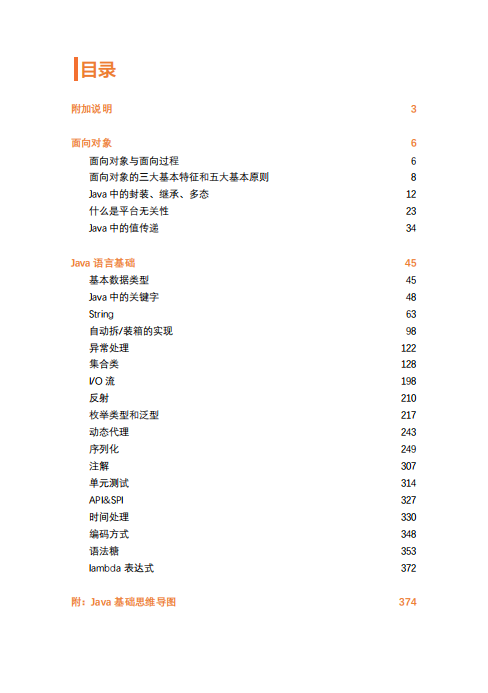 目录
附加说明 3
面向对象 6
面向对象与面向过程 6
面向对象的三大基本特征和五大基本原则 8
Java 中的封装、继承、多态 12
什么是平台无关性 23
Java 中的值传递 34
Java 语言基础 45
基本数据类型 45
Java 中的关键字 48
String 63
自动拆/装箱的实现 98
异常处理 122
集合类 128
I/O 流 198
反射 210
枚举类型和泛型 217
动态代理 243
序列化 249
注解 307
单元测试 314
API&SPI 327
时间处理 330
编码方式 348
语法糖 353
lambda 表达式 372
附：Java 基础思维导图 374